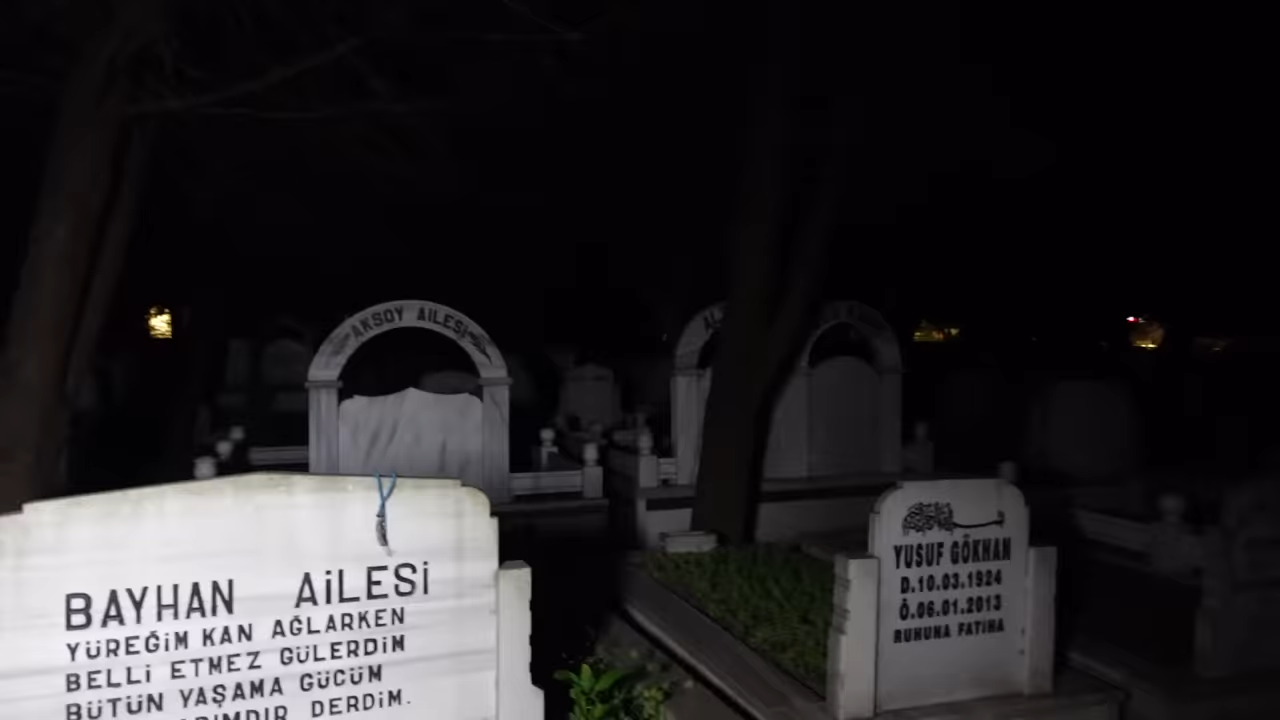 AKSOY AİLESİ
BAYHAN AİLESİ
YÜREĞİM KAN AĞLARKEN
BELLİ ETMEZ GÜLERDİM
BÜTÜN YAŞAMA GÜCÜM
DERDİM.
YUSUF GÖKHAN
D.10.03.1924
Ö.06.01.2013
RUHUNA FATİHA